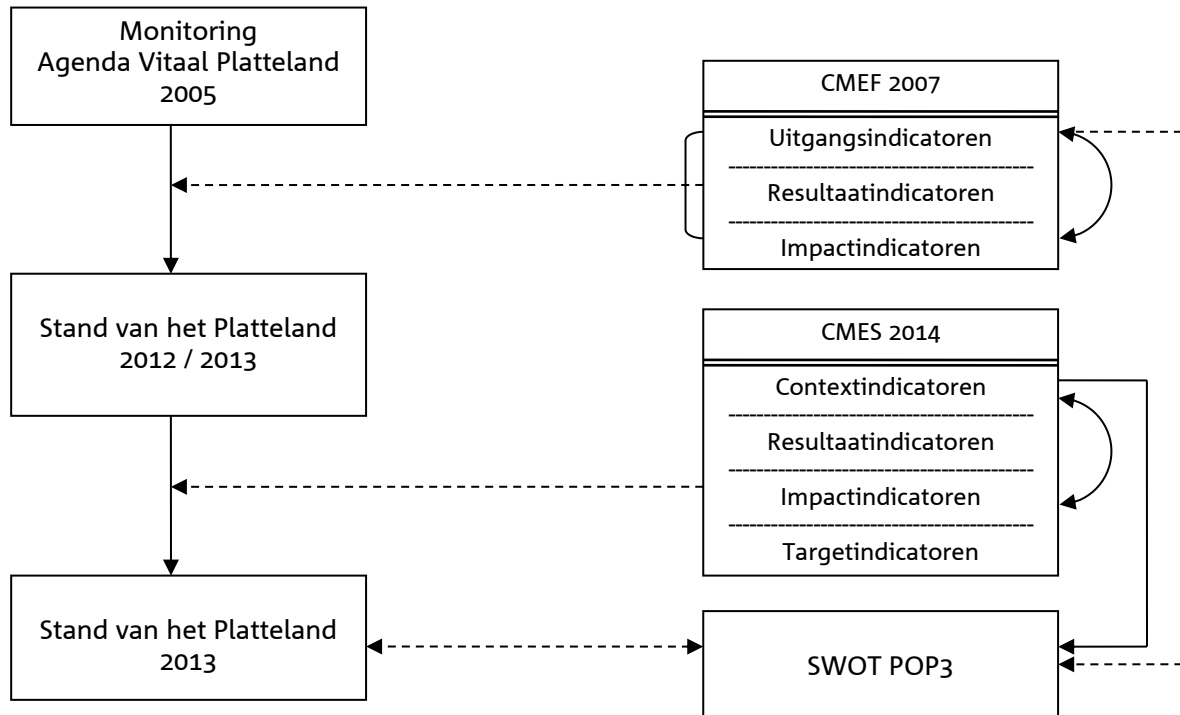 Monitoring
Agenda Vitaal Platteland
2005
Stand van het Platteland
2012 / 2013
Stand van het Platteland
2013
CMEF 2007
Uitgangsindicatoren
Resultaatindicatoren
Impactindicatoren
CMES 2014
Contextindicatoren
Resultaatindicatoren
Impactindicatoren
Targetindicatoren
SWOT POP3